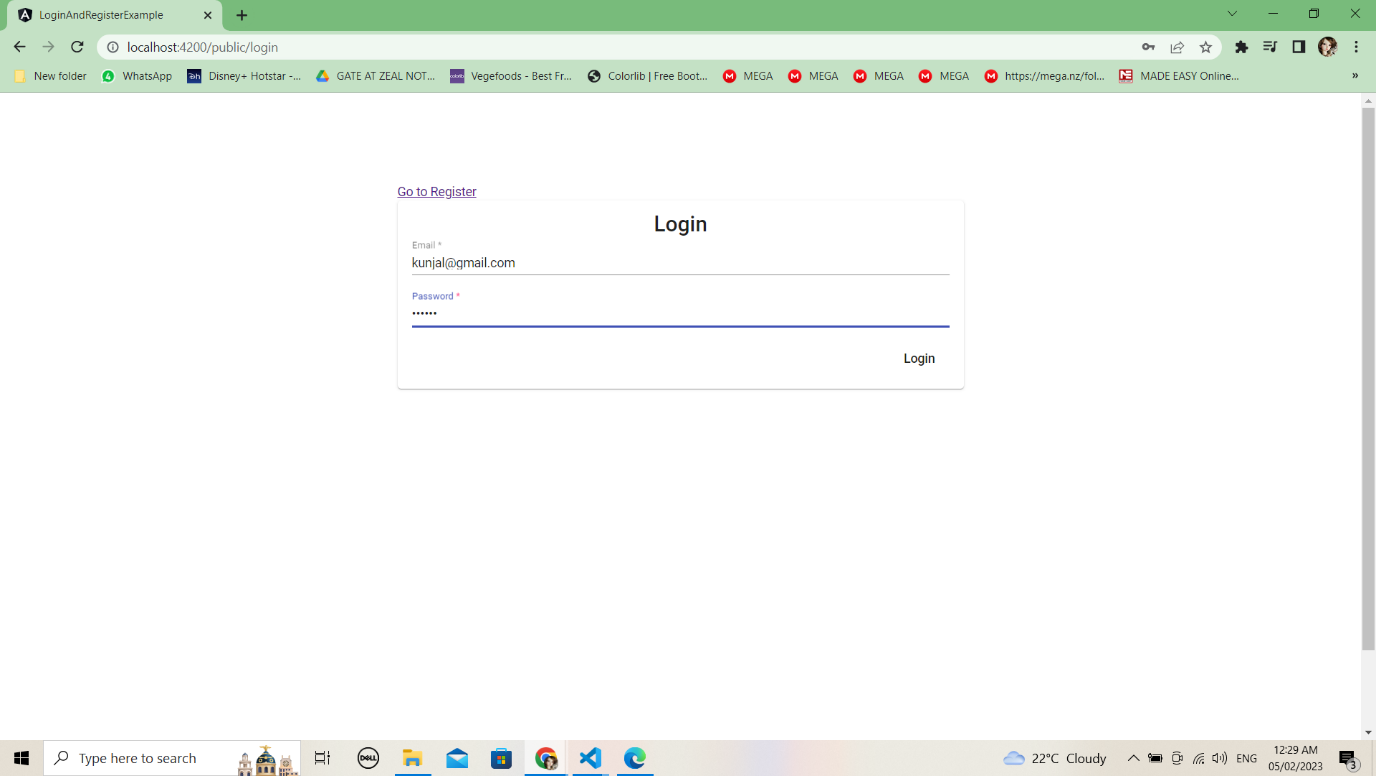 LoginAndRegisterExample
localhost:4200/public/login
New folder WhatsApp Disney+ Hotstar -... GATE AT ZEAL NOT... Vegefoods - Best Fr... Colorlib | Free Boot... MEGA MEGA MEGA MEGA https://mega.nz/fol... MADE EASY Online... »
Go to Register
Login
Email *
kunjal@gmail.com
Password *
••••••
Login
Type here to search DELL 22°C Cloudy ENG 12:29 AM
05/02/2023 3